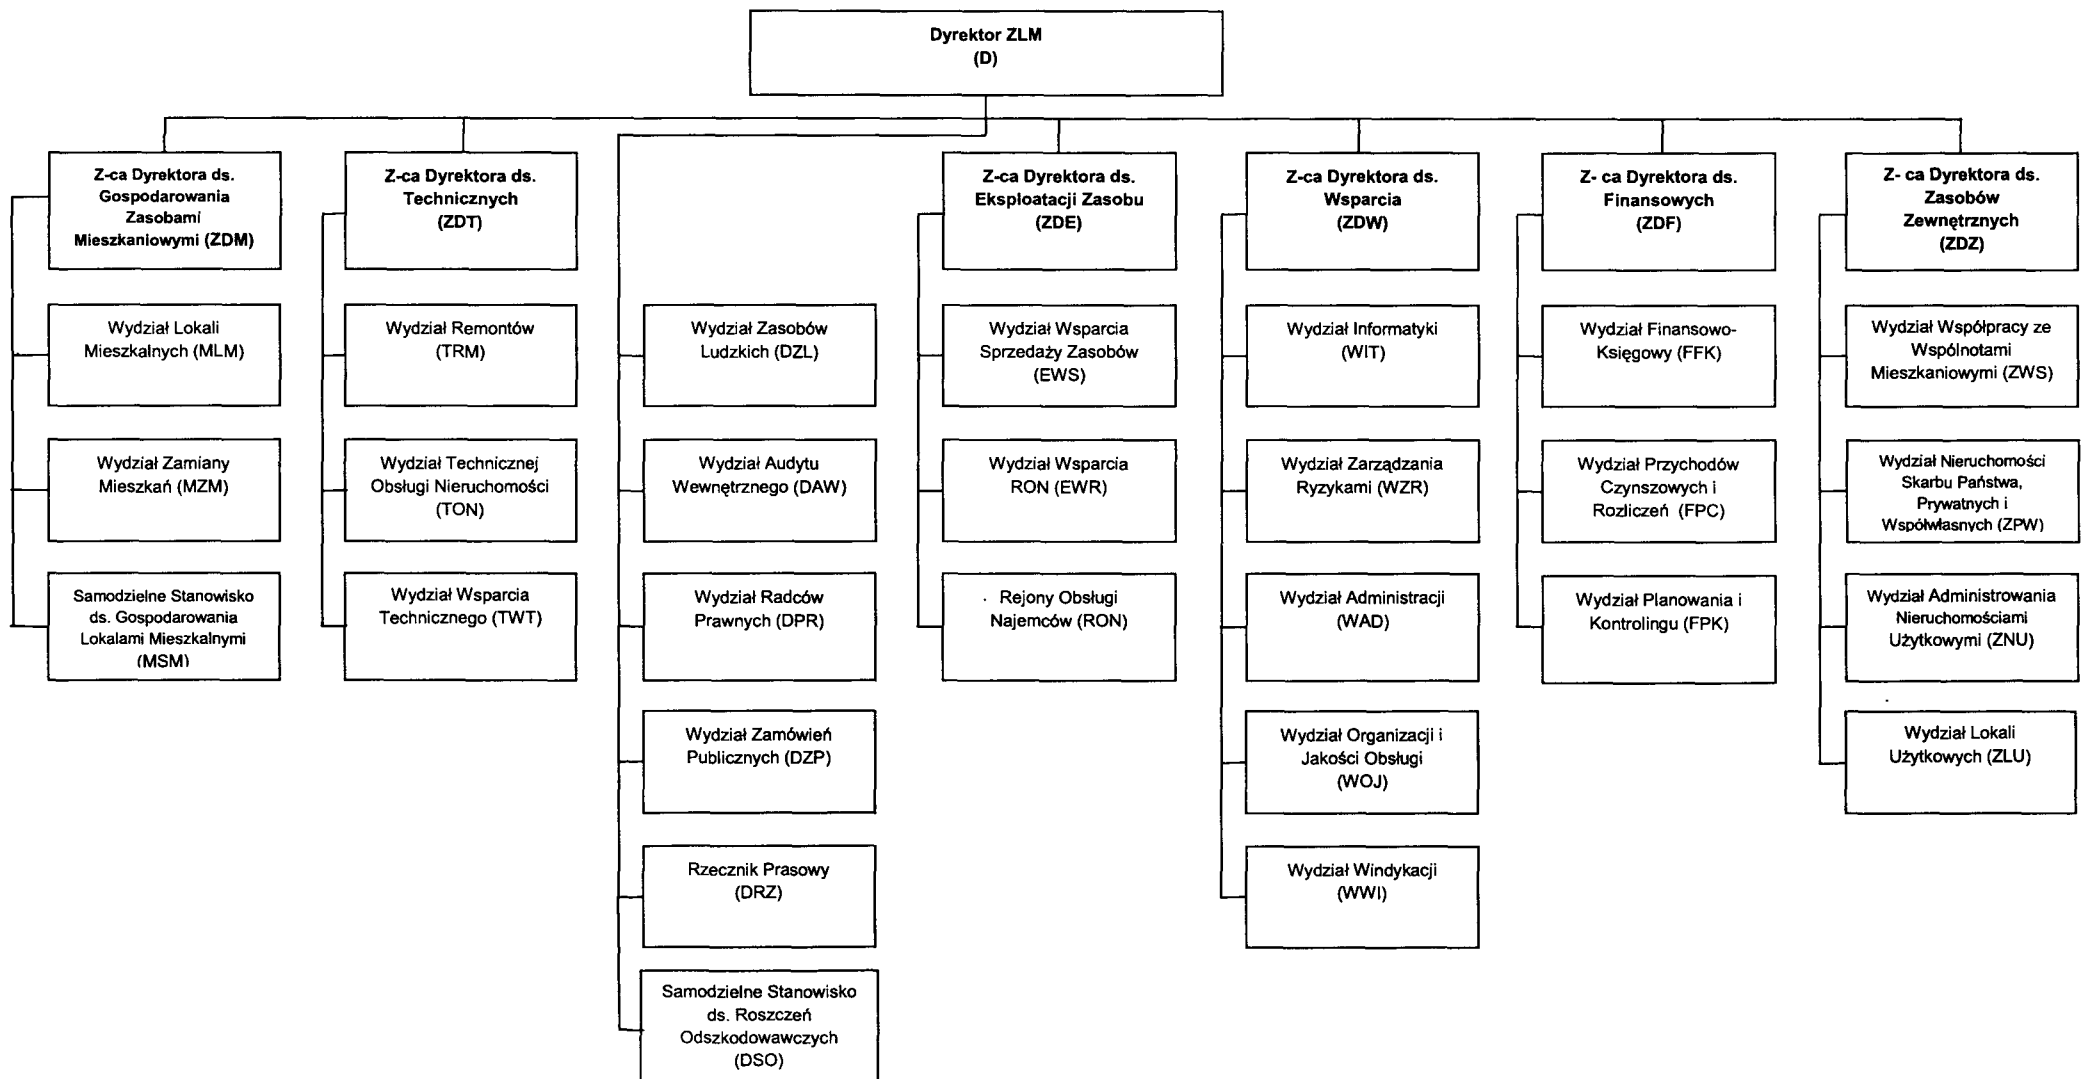 Dyrektor ZLM
(D)
Z-ca Dyrektora ds.
Gospodarowania
Zasobami
Mieszkaniowymi (ZDM)
Z-ca Dyrektora ds.
Technicznych
(ZDT)
Z-ca Dyrektora ds.
Eksploatacji Zasobu
(ZDE)
Z-ca Dyrektora ds.
Wsparcia
(ZDW)
Z- ca Dyrektora ds.
Finansowych
(ZDF)
Z- ca Dyrektora ds.
Zasobów
Zewnętrznych
(ZDZ)
Wydział Lokali
Mieszkalnych (MLM)
Wydział Remontów
(TRM)
Wydział Zasobów
Ludzkich (DZL)
Wydział Wsparcia
Sprzedaży Zasobów
(EWS)
Wydział Informatyki
(WIT)
Wydział Finansowo-
Księgowy (FFK)
Wydział Współpracy ze
Wspólnotami
Mieszkaniowymi (ZWS)
Wydział Zamiany
Mieszkań (MZM)
Wydział Technicznej
Obsługi Nieruchomości
(TON)
Wydział Audytu
Wewnętrznego (DAW)
Wydział Wsparcia
RON (EWR)
Wydział Zarządzania
Ryzykami (WZR)
Wydział Przychodów
Czynszowych i
Rozliczeń (FPC)
Wydział Nieruchomości
Skarbu Państwa,
Prywatnych i
Współwłasnych (ZPW)
Samodzielne Stanowisko
ds. Gospodarowania
Lokalami Mieszkalnymi
(MSM)
Wydział Wsparcia
Technicznego (TWT)
Wydział Radców
Prawnych (DPR)
Rejony Obsługi
Najemców (RON)
Wydział Administracji
(WAD)
Wydział Planowania i
Kontrolingu (FPK)
Wydział Administrowania
Nieruchomościami
Użytkowymi (ZNU)
Wydział Zamówień
Publicznych (DZP)
Wydział Organizacji i
Jakości Obsługi
(WOJ)
Wydział Lokali
Użytkowych (ZLU)
Rzecznik Prasowy
(DRZ)
Wydział Windykacji
(WWI)
Samodzielne Stanowisko
ds. Roszczeń
Odszkodowawczych
(DSO)